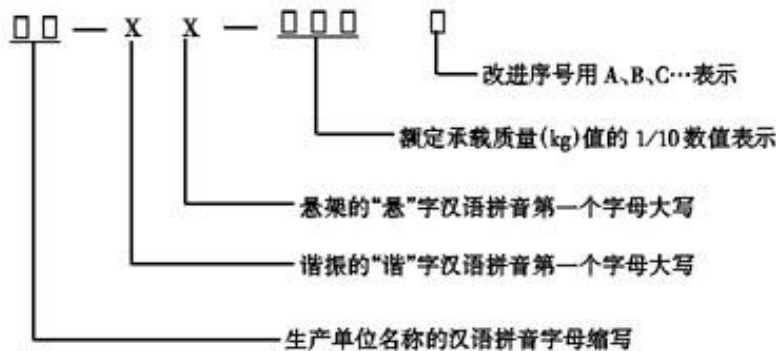 □□—X X—□□□ □
改进序号用 A、B、C…表示
额定承载质量(kg)值的 1/10 数值表示
悬架的“悬”字汉语拼音第一个字母大写
谐振的“谐”字汉语拼音第一个字母大写
生产单位名称的汉语拼音字母缩写